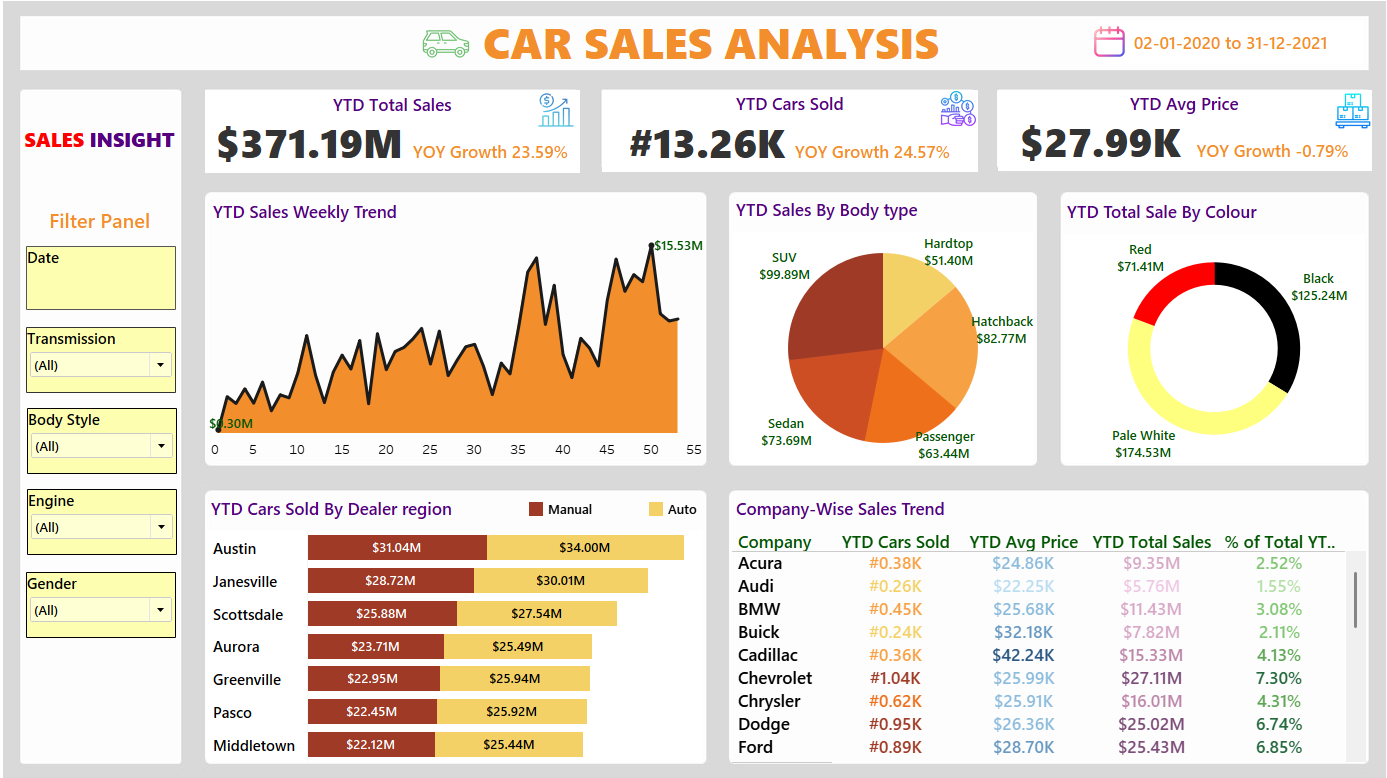 CAR SALES ANALYSIS
02-01-2020 to 31-12-2021
SALES INSIGHT
Filter Panel
Date
Transmission
(All)
Body Style
(All)
Engine
(All)
Gender
(All)
YTD Total Sales
$371.19M YOY Growth 23.59%
YTD Cars Sold
#13.26K YOY Growth 24.57%
YTD Avg Price
$27.99K YOY Growth -0.79%
YTD Sales Weekly Trend
$15.53M
$0.30M
0 5 10 15 20 25 30 35 40 45 50 55
YTD Sales By Body type
Hardtop
$51.40M
SUV
$99.89M
Hatchback
$82.77M
Sedan
$73.69M
Passenger
$63.44M
YTD Total Sale By Colour
Red
$71.41M
Black
$125.24M
Pale White
$174.53M
YTD Cars Sold By Dealer region
Manual Auto
Austin $31.04M $34.00M
Janesville $28.72M $30.01M
Scottsdale $25.88M $27.54M
Aurora $23.71M $25.49M
Greenville $22.95M $25.94M
Pasco $22.45M $25.92M
Middletown $22.12M $25.44M
Company-Wise Sales Trend
Company YTD Cars Sold YTD Avg Price YTD Total Sales % of Total YT..
Acura #0.38K $24.86K $9.35M 2.52%
Audi #0.26K $22.25K $5.76M 1.55%
BMW #0.45K $25.68K $11.43M 3.08%
Buick #0.24K $32.18K $7.82M 2.11%
Cadillac #0.36K $42.24K $15.33M 4.13%
Chevrolet #1.04K $25.99K $27.11M 7.30%
Chrysler #0.62K $25.91K $16.01M 4.31%
Dodge #0.95K $26.36K $25.02M 6.74%
Ford #0.89K $28.70K $25.43M 6.85%